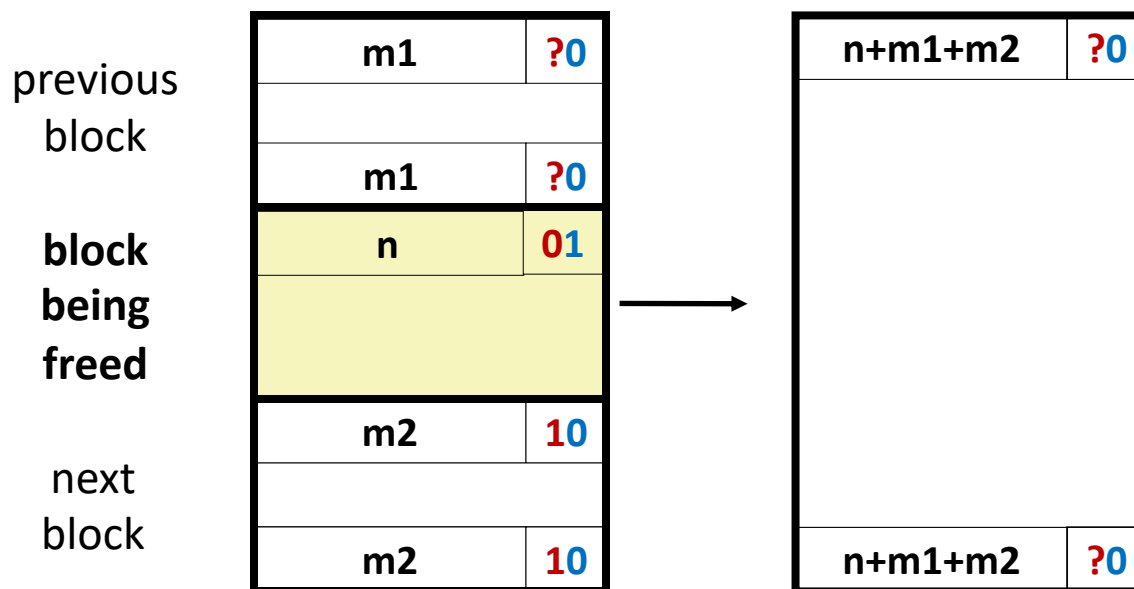 previous
block
m1 ?0
m1 ?0
block
being
freed
n 01
next
block
m2 10
m2 10
n+m1+m2 ?0
n+m1+m2 ?0